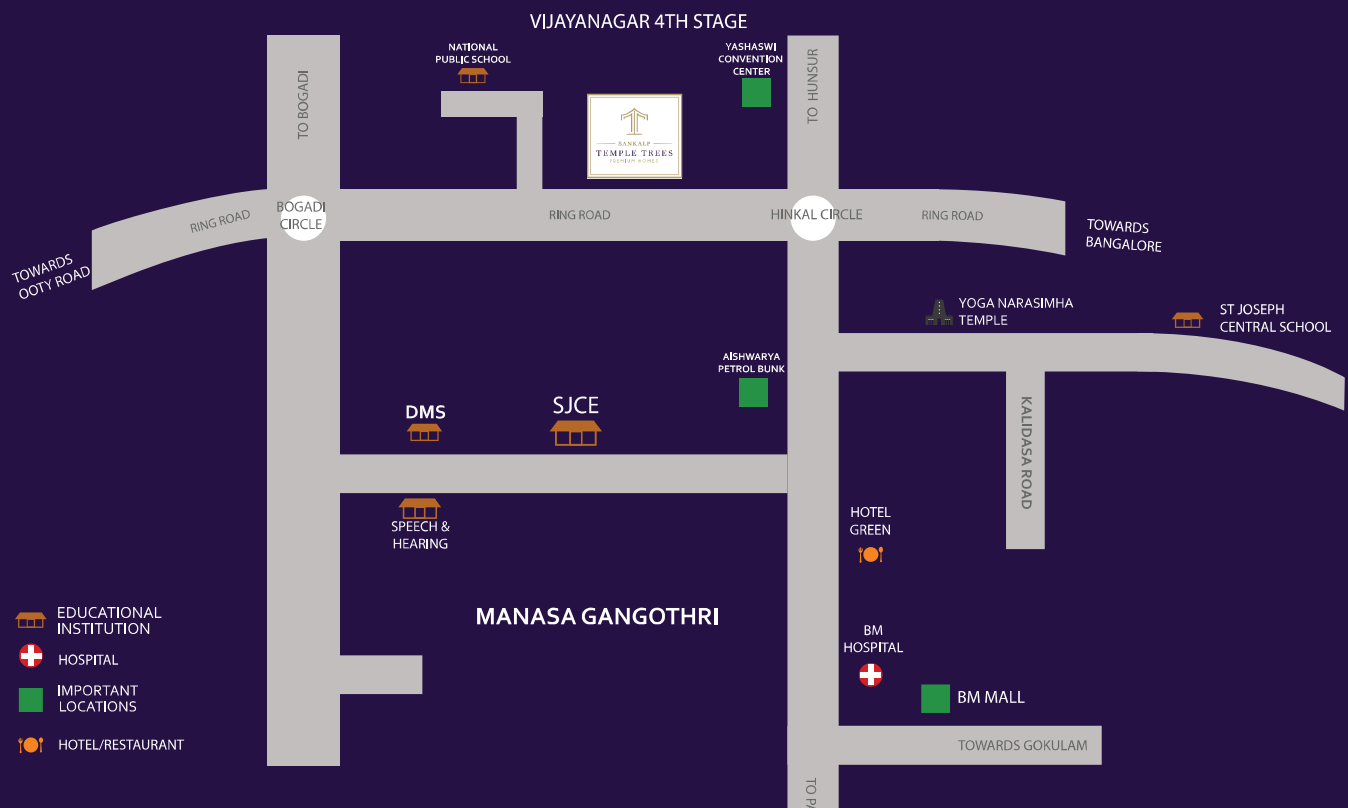 VIJAYANAGAR 4TH STAGE
NATIONAL
PUBLIC SCHOOL
YASHASWI
CONVENTION
CENTER
TO BOGADI
TO HUNSUR
SANKALP
TEMPLE TREES
PREMIUM HOMES
RING ROAD
BOGADI
CIRCLE
RING ROAD
HINKAL CIRCLE
RING ROAD
TOWARDS
BANGALORE
TOWARDS
OOTY ROAD
YOGA NARASIMHA
TEMPLE
ST JOSEPH
CENTRAL SCHOOL
AISHWARYA
PETROL BUNK
DMS
SJCE
KALIDASA ROAD
SPEECH &
HEARING
HOTEL
GREEN
MANASA GANGOTHRI
BM
HOSPITAL
BM MALL
TOWARDS GOKULAM
EDUCATIONAL
INSTITUTION
HOSPITAL
IMPORTANT
LOCATIONS
HOTEL/RESTAURANT
TO